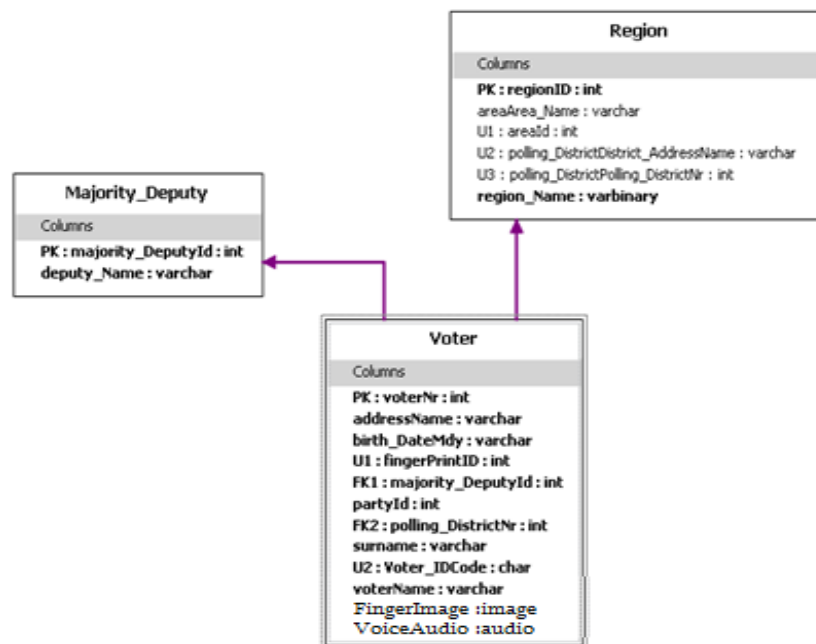 Region
Columns
PK : regionID : int
areaArea_Name : varchar
U1 : areaId : int
U2 : polling_DistrictDistrict_AddressName : varchar
U3 : polling_DistrictPolling_DistrictNr : int
region_Name : varbinary
Majority_Deputy
Columns
PK : majority_DeputyId : int
deputy_Name : varchar
Voter
Columns
PK : voterNr : int
addressName : varchar
birth_DateMdy : varchar
U1 : fingerPrintID : int
FK1 : majority_DeputyId : int
partyId : int
FK2 : polling_DistrictNr : int
surname : varchar
U2 : Voter_IDCode : char
voterName : varchar
FingerImage :image
VoiceAudio :audio